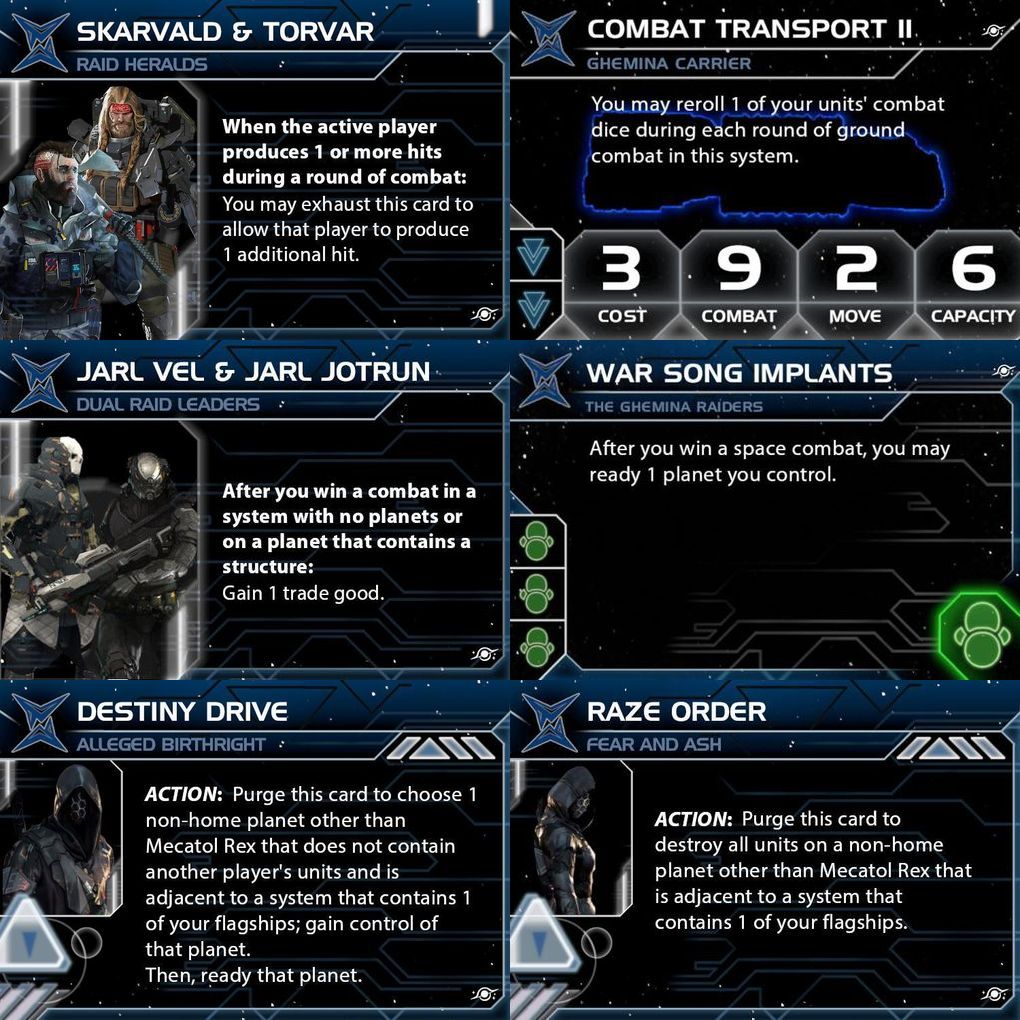 SKARVALD & TORVAR
RAID HERALDS
When the active player
produces 1 or more hits
during a round of combat:
You may exhaust this card to
allow that player to produce
1 additional hit.
COMBAT TRANSPORT II
GHEMINA CARRIER
You may reroll 1 of your units' combat
dice during each round of ground
combat in this system.
3 9 2 6
COST COMBAT MOVE CAPACITY
JARL VEL & JARL JOTRUN
DUAL RAID LEADERS
After you win a combat in a
system with no planets or
on a planet that contains a
structure:
Gain 1 trade good.
WAR SONG IMPLANTS
THE GHEMINA RAIDERS
After you win a space combat, you may
ready 1 planet you control.
DESTINY DRIVE
ALLEGED BIRTHRIGHT
ACTION: Purge this card to choose 1
non-home planet other than
Mecatol Rex that does not contain
another player's units and is
adjacent to a system that contains 1
of your flagships; gain control of
that planet.
Then, ready that planet.
RAZE ORDER
FEAR AND ASH
ACTION: Purge this card to
destroy all units on a non-home
planet other than Mecatol Rex that
is adjacent to a system that
contains 1 of your flagships.